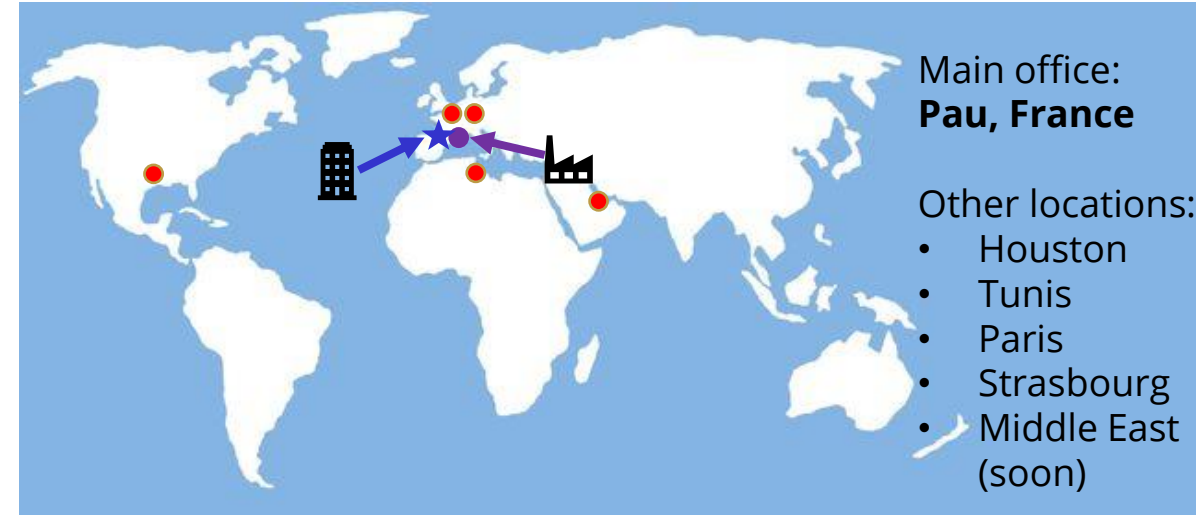 Main office:
Pau, France
Other locations:
• Houston
• Tunis
• Paris
• Strasbourg
• Middle East
(soon)